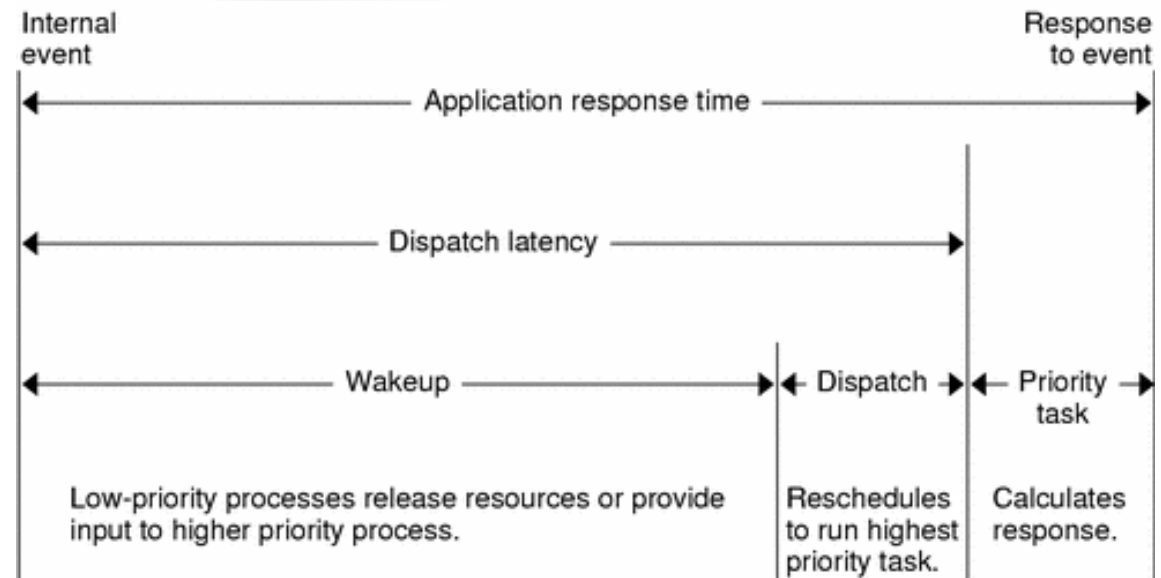 Internal
event
Response
to event
Application response time
Dispatch latency
Wakeup
Dispatch
Priority
task
Low-priority processes release resources or provide
input to higher priority process.
Reschedules
to run highest
priority task.
Calculates
response.